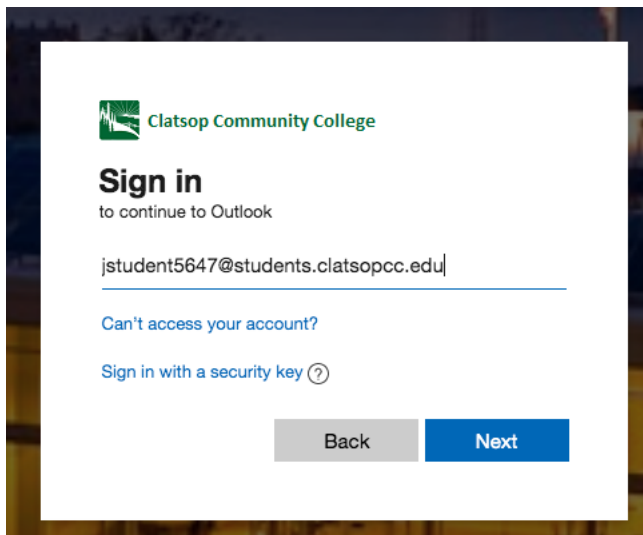 Clatsop Community College
Sign in
to continue to Outlook
jstudent5647@students.clatsopcc.edu
Can't access your account?
Sign in with a security key ?
Back Next